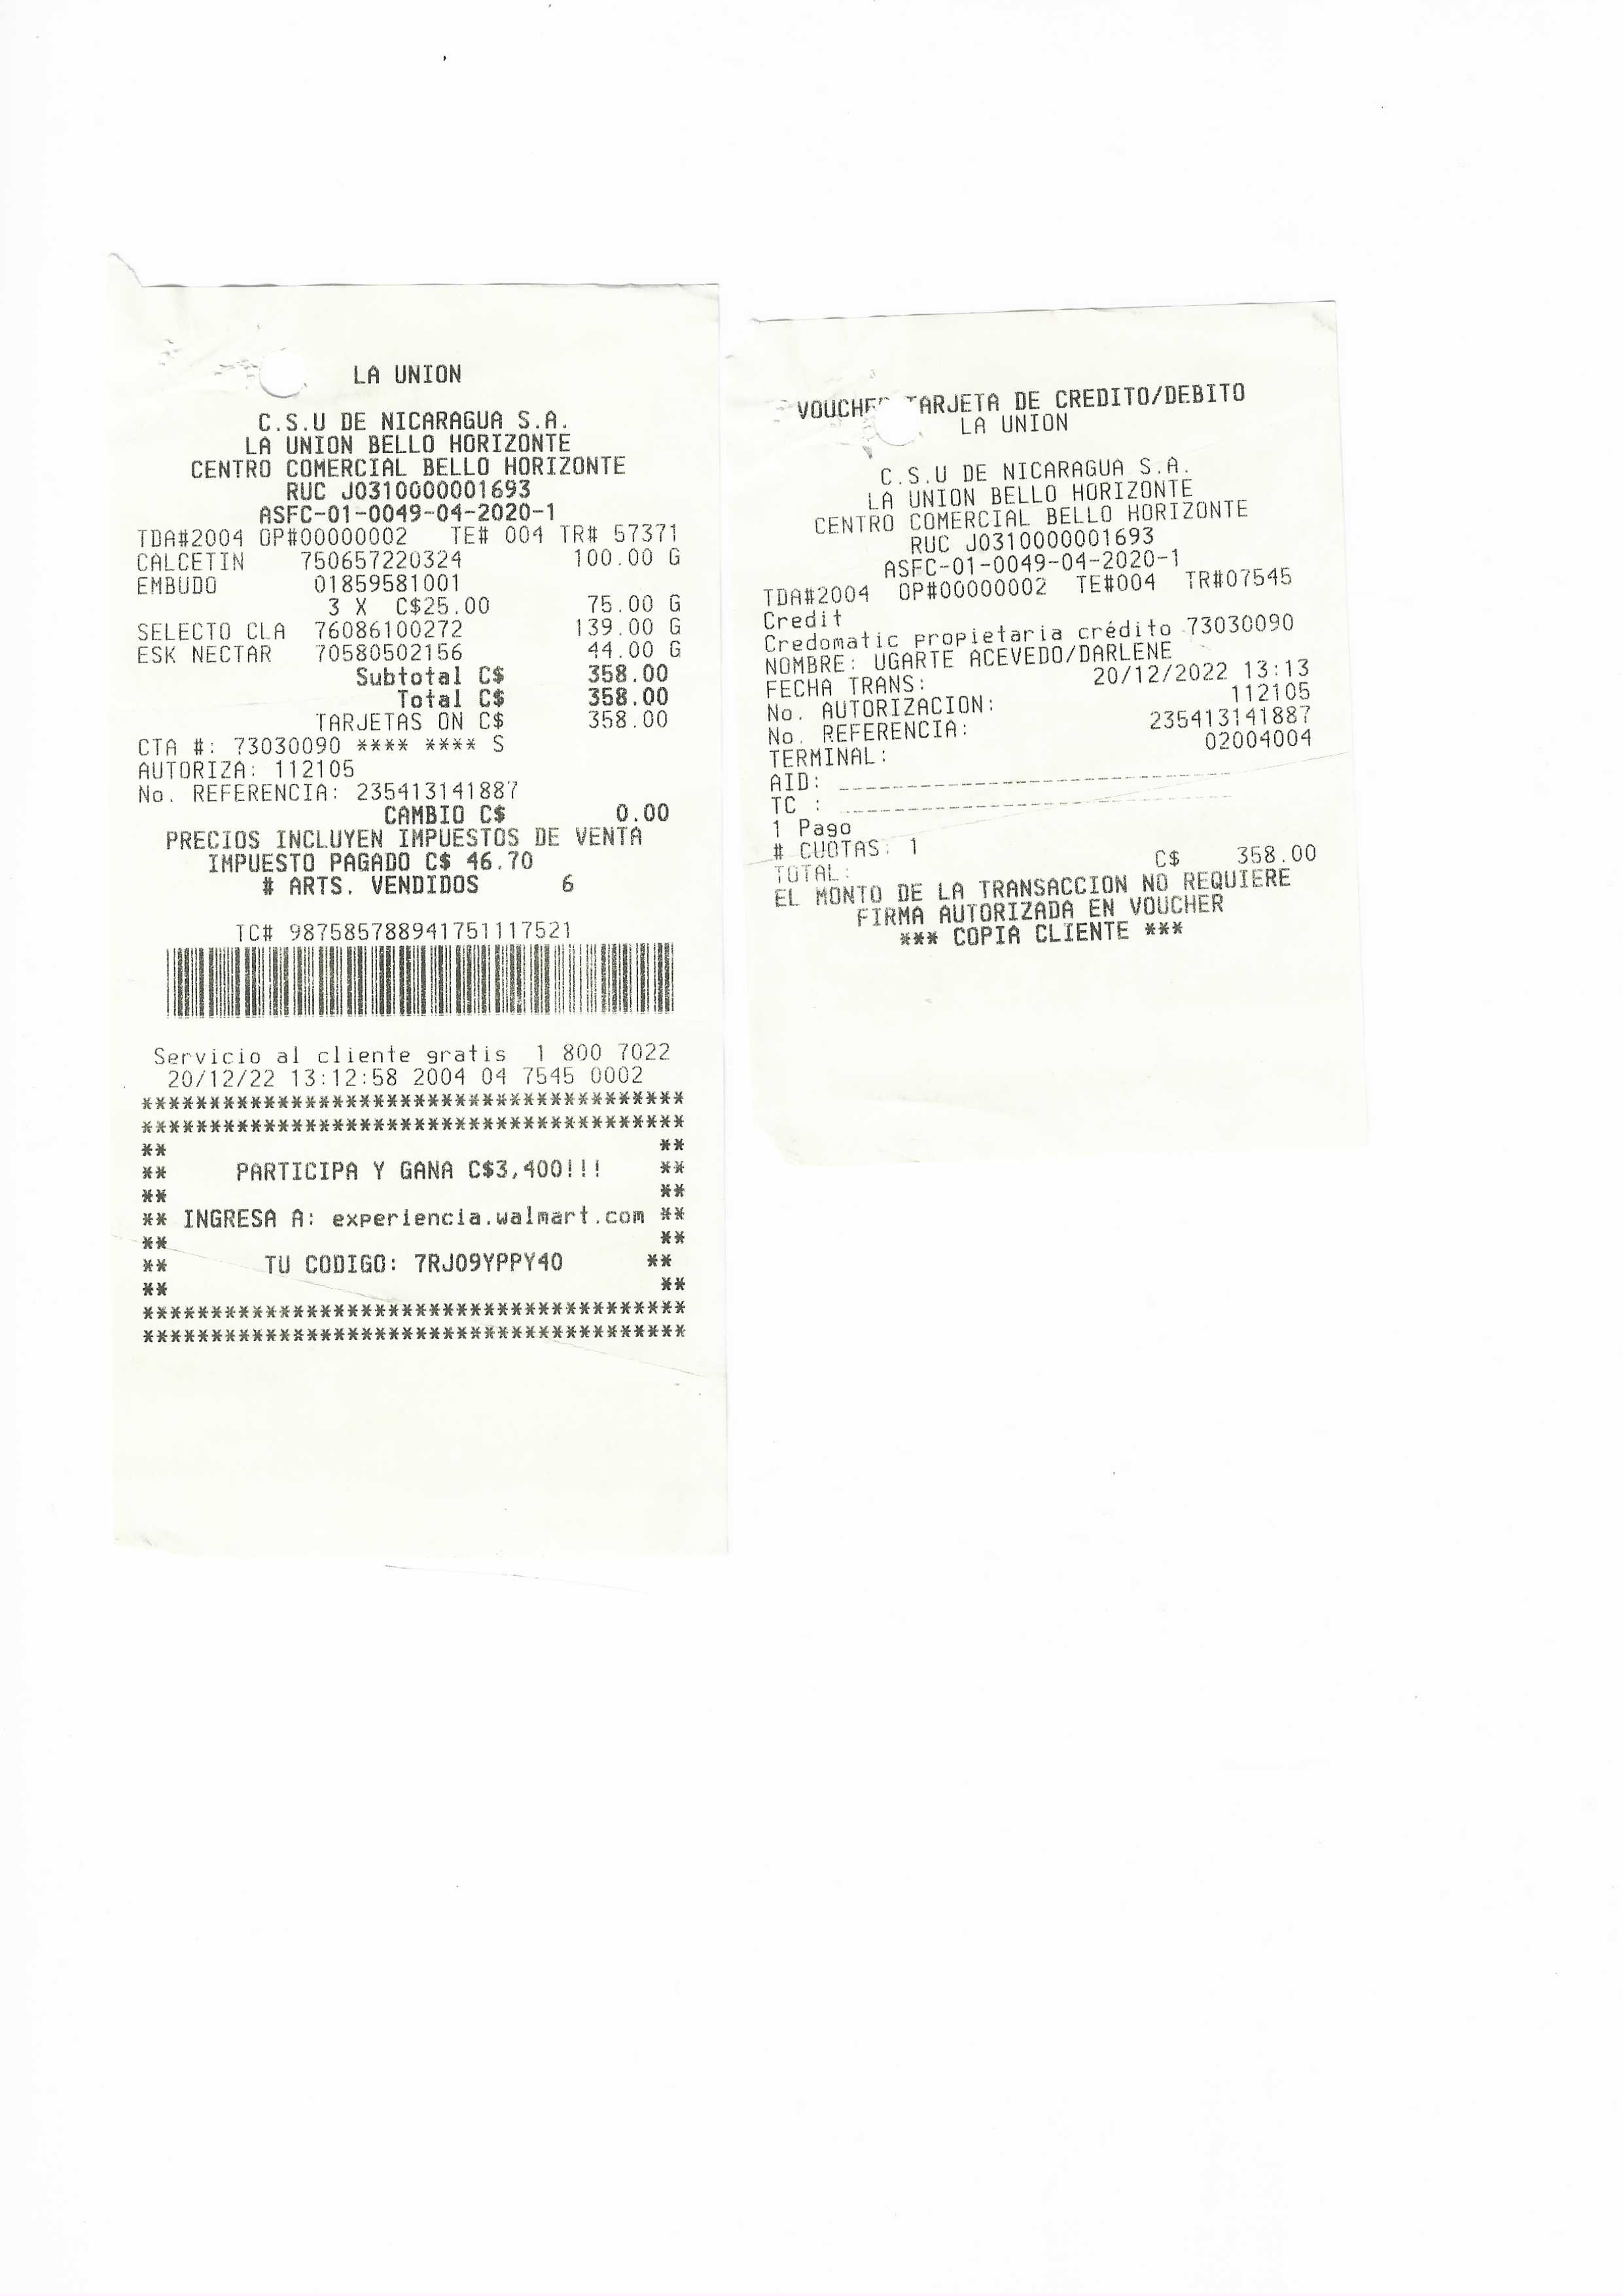 LA UNION
C.S.U DE NICARAGUA S.A.
LA UNION BELLO HORIZONTE
CENTRO COMERCIAL BELLO HORIZONTE
RUC J0310000001693
ASFC-01-0049-04-2020-1
TDA#2004 OP#00000002 TE# 004 TR# 57371
CALCETIN 750657220324 100.00 G
EMBUDO 01859581001
3 X C$25.00 75.00 G
SELECTO CLA 76086100272 139.00 G
ESK NECTAR 70580502156 44.00 G
Subtotal C$ 358.00
Total C$ 358.00
TARJETAS ON C$ 358.00
CTA #: 73030090 **** **** S
AUTORIZA: 112105
No. REFERENCIA: 235413141887
CAMBIO C$ 0.00
PRECIOS INCLUYEN IMPUESTOS DE VENTA
IMPUESTO PAGADO C$ 46.70
# ARTS. VENDIDOS 6
TC# 987585788941751117521
Servicio al cliente gratis 1 800 7022
20/12/22 13:12:58 2004 04 7545 0002
****************************************
****************************************
** **
** PARTICIPA Y GANA C$3,400!!! **
** **
** INGRESA A: experiencia.walmart.com **
** **
** TU CODIGO: 7RJ09YPPY40 **
** **
****************************************
****************************************
TARJETA DE CREDITO/DEBITO
LA UNION
C.S.U DE NICARAGUA S.A.
LA UNION BELLO HORIZONTE
CENTRO COMERCIAL BELLO HORIZONTE
RUC J0310000001693
ASFC-01-0049-04-2020-1
TDA#2004 OP#00000002 TE#004 TR#07545
Credit
Credomatic propietaria crédito 73030090
NOMBRE: UGARTE ACEVEDO/DARLENE
FECHA TRANS: 20/12/2022 13:13
No. AUTORIZACION: 112105
No. REFERENCIA: 235413141887
TERMINAL: 02004004
AID: ______________________________
TC : ______________________________
1 Pago
# CUOTAS: 1
TOTAL: C$ 358.00
EL MONTO DE LA TRANSACCION NO REQUIERE
FIRMA AUTORIZADA EN VOUCHER
*** COPIA CLIENTE ***